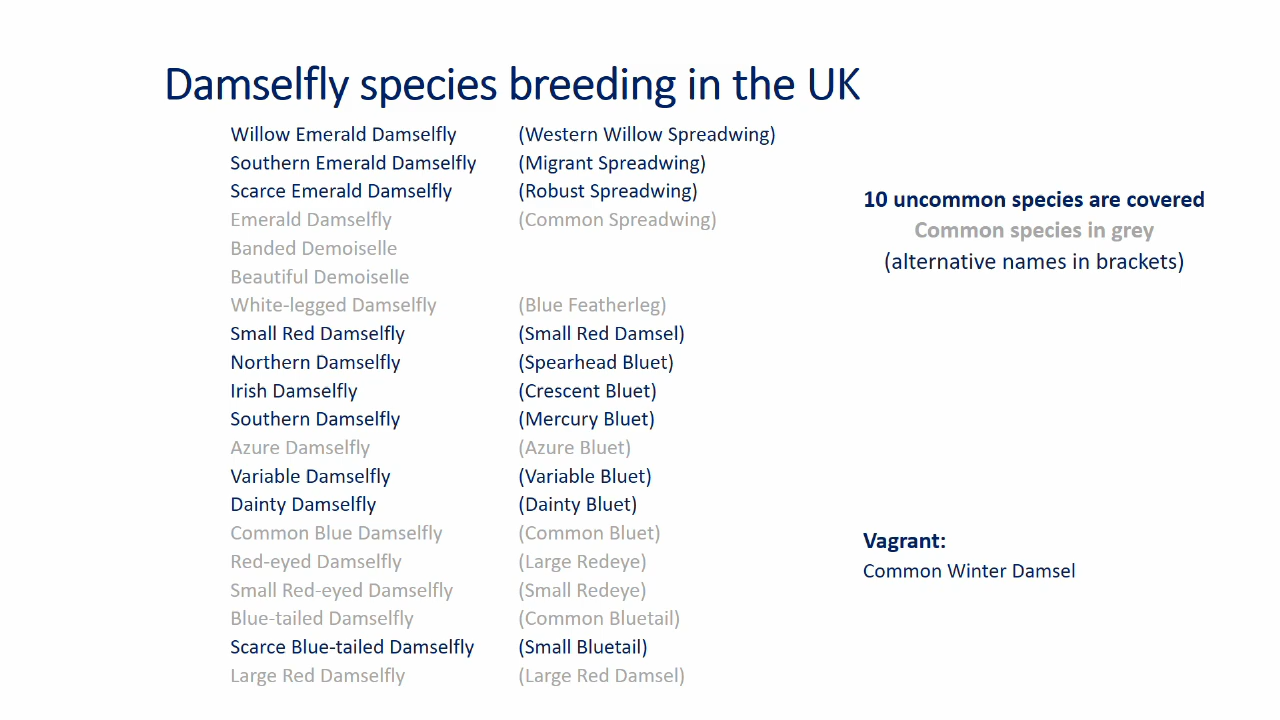 Damselfly species breeding in the UK
Willow Emerald Damselfly (Western Willow Spreadwing)
Southern Emerald Damselfly (Migrant Spreadwing)
Scarce Emerald Damselfly (Robust Spreadwing)
Emerald Damselfly (Common Spreadwing)
Banded Demoiselle
Beautiful Demoiselle
White-legged Damselfly (Blue Featherleg)
Small Red Damselfly (Small Red Damsel)
Northern Damselfly (Spearhead Bluet)
Irish Damselfly (Crescent Bluet)
Southern Damselfly (Mercury Bluet)
Azure Damselfly (Azure Bluet)
Variable Damselfly (Variable Bluet)
Dainty Damselfly (Dainty Bluet)
Common Blue Damselfly (Common Bluet)
Red-eyed Damselfly (Large Redeye)
Small Red-eyed Damselfly (Small Redeye)
Blue-tailed Damselfly (Common Bluetail)
Scarce Blue-tailed Damselfly (Small Bluetail)
Large Red Damselfly (Large Red Damsel)
10 uncommon species are covered
Common species in grey
(alternative names in brackets)
Vagrant:
Common Winter Damsel